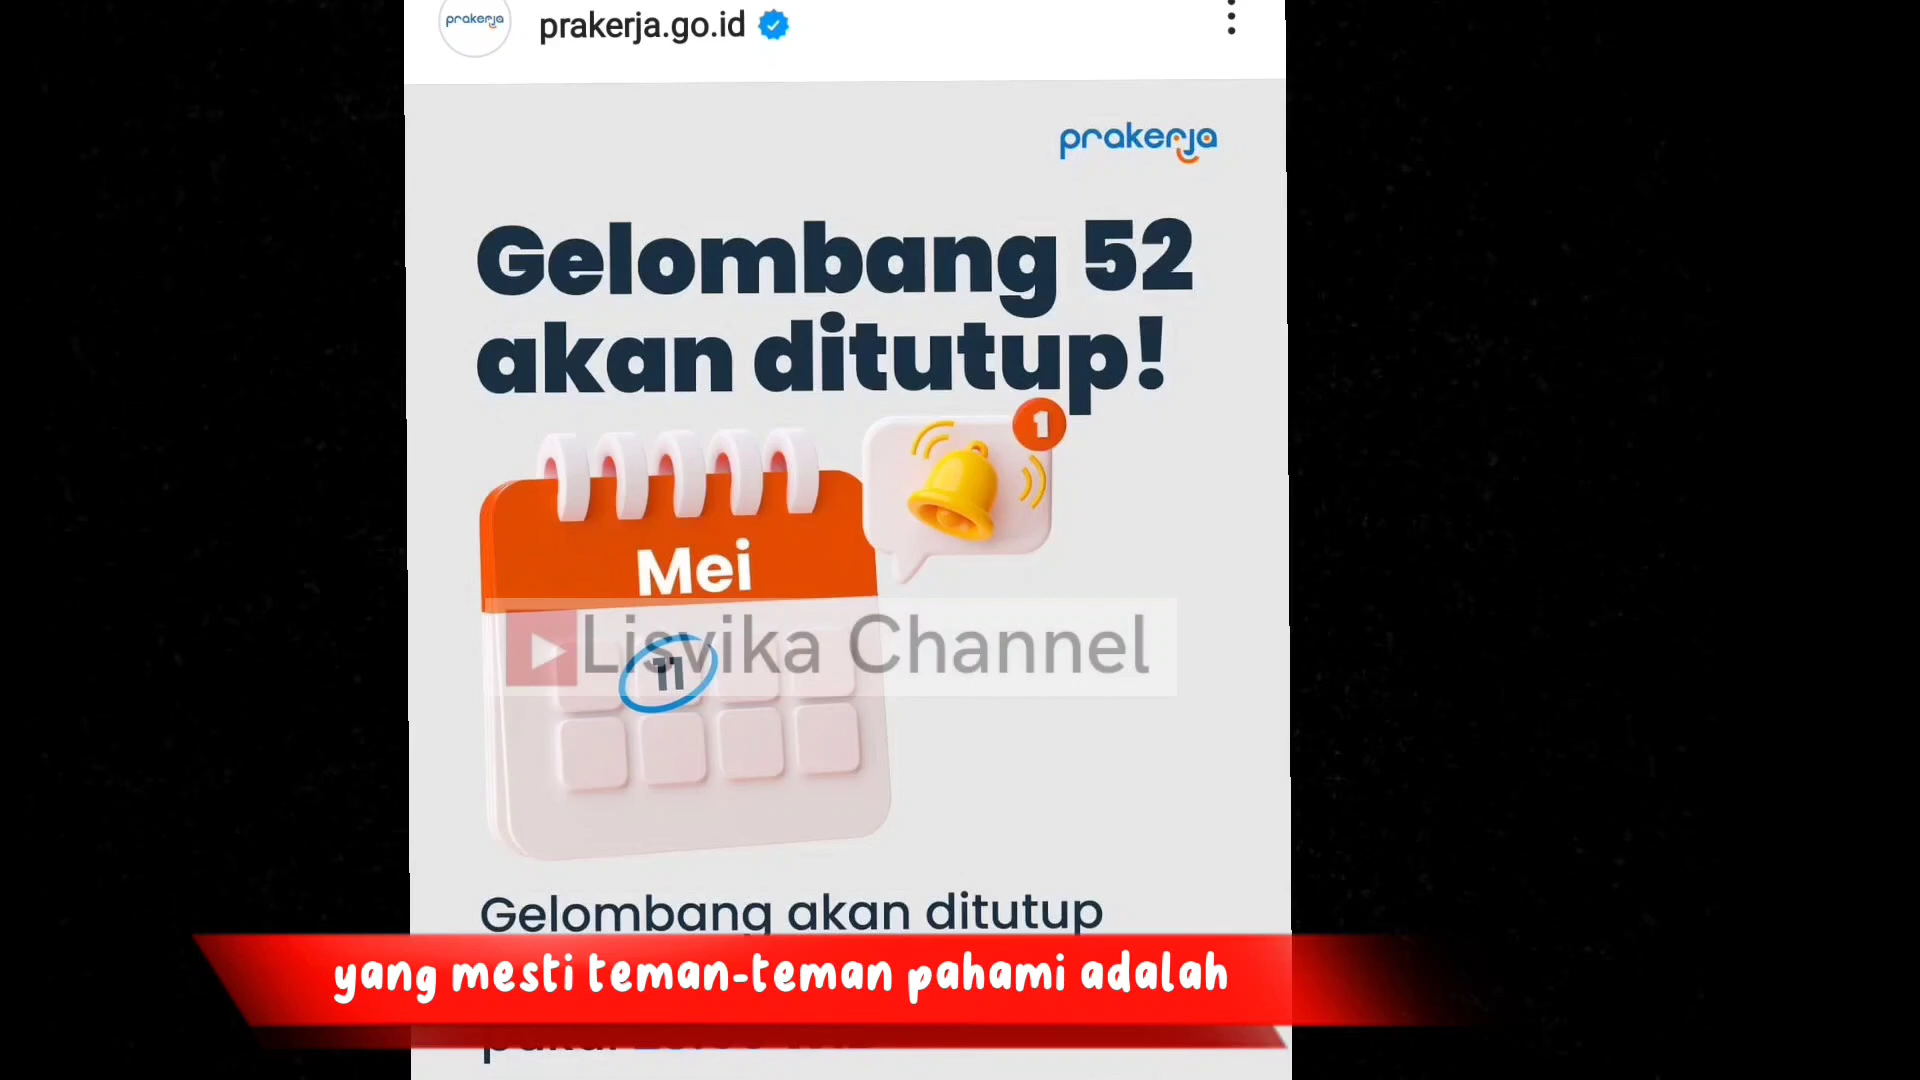 prakerja
prakerja.go.id
prakerja
Gelombang 52
akan ditutup!
1
Mei
Lisvika Channel
11
Gelombang akan ditutup
yang mesti teman-teman pahami adalah